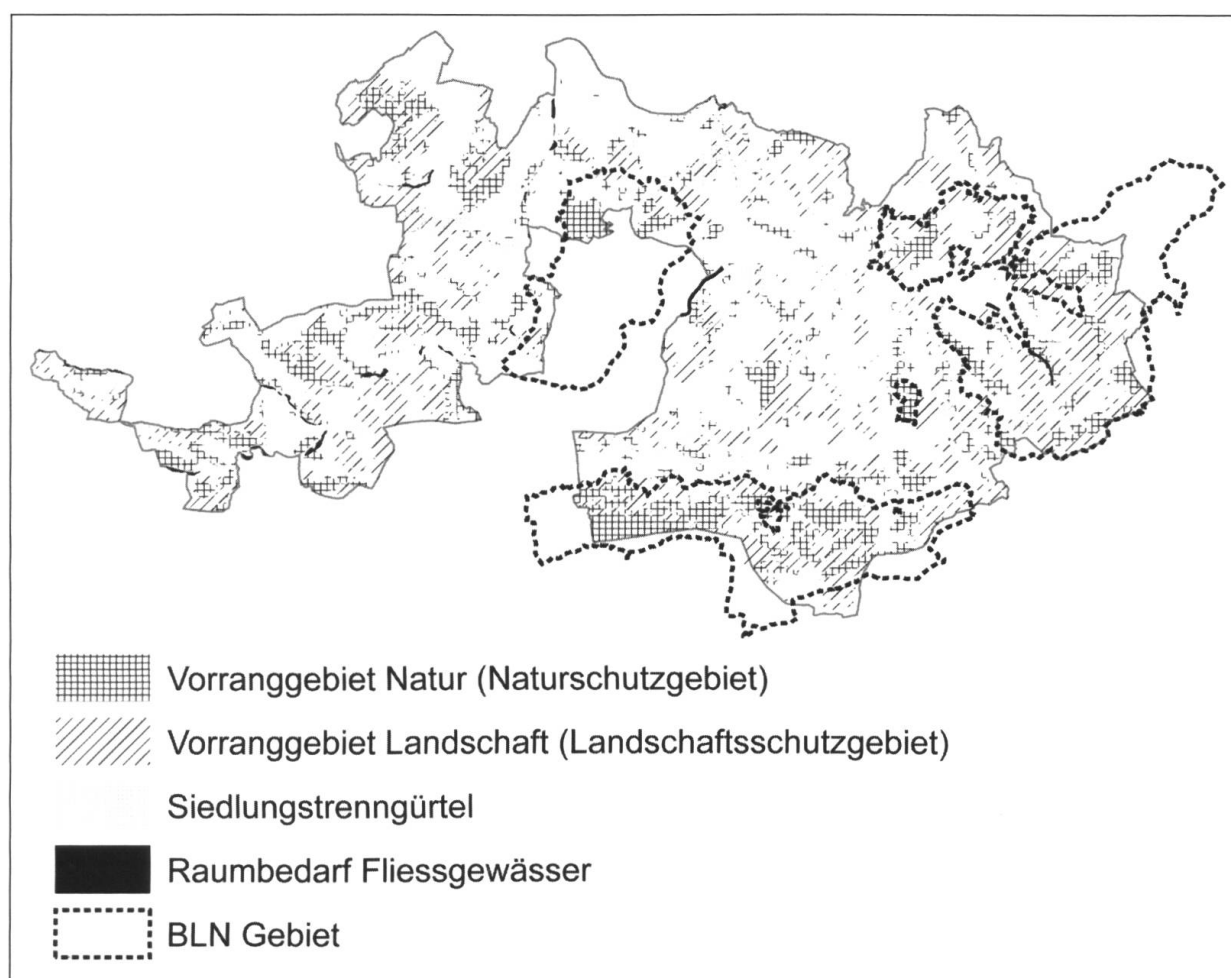 Vorranggebiet Natur (Naturschutzgebiet)
Vorranggebiet Landschaft (Landschaftsschutzgebiet)
Siedlungstrenngürtel
Raumbedarf Fliessgewässer
BLN Gebiet